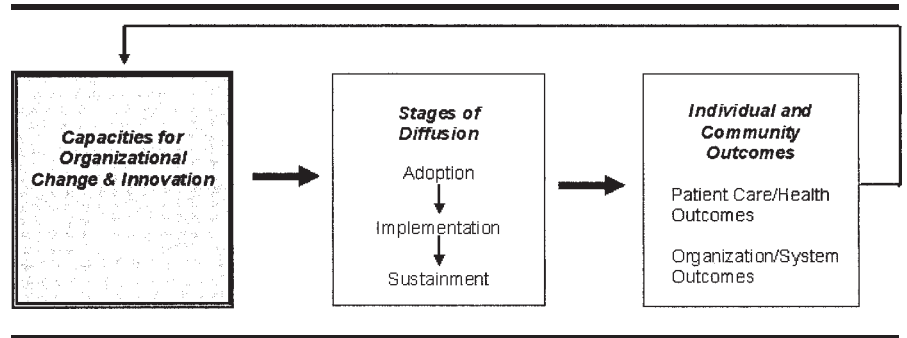 Capacities for
Organizational
Change & Innovation
Stages of
Diffusion
Adoption
Implementation
Sustainment
Individual and
Community
Outcomes
Patient Care/Health
Outcomes
Organization/System
Outcomes